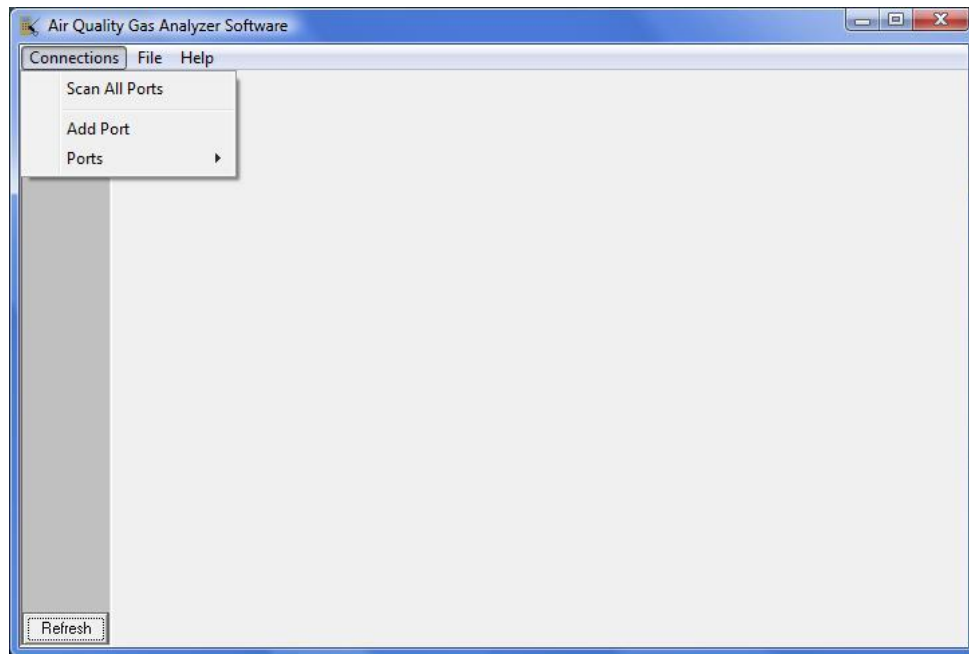 Air Quality Gas Analyzer Software
Connections File Help
Scan All Ports
Add Port
Ports
Refresh